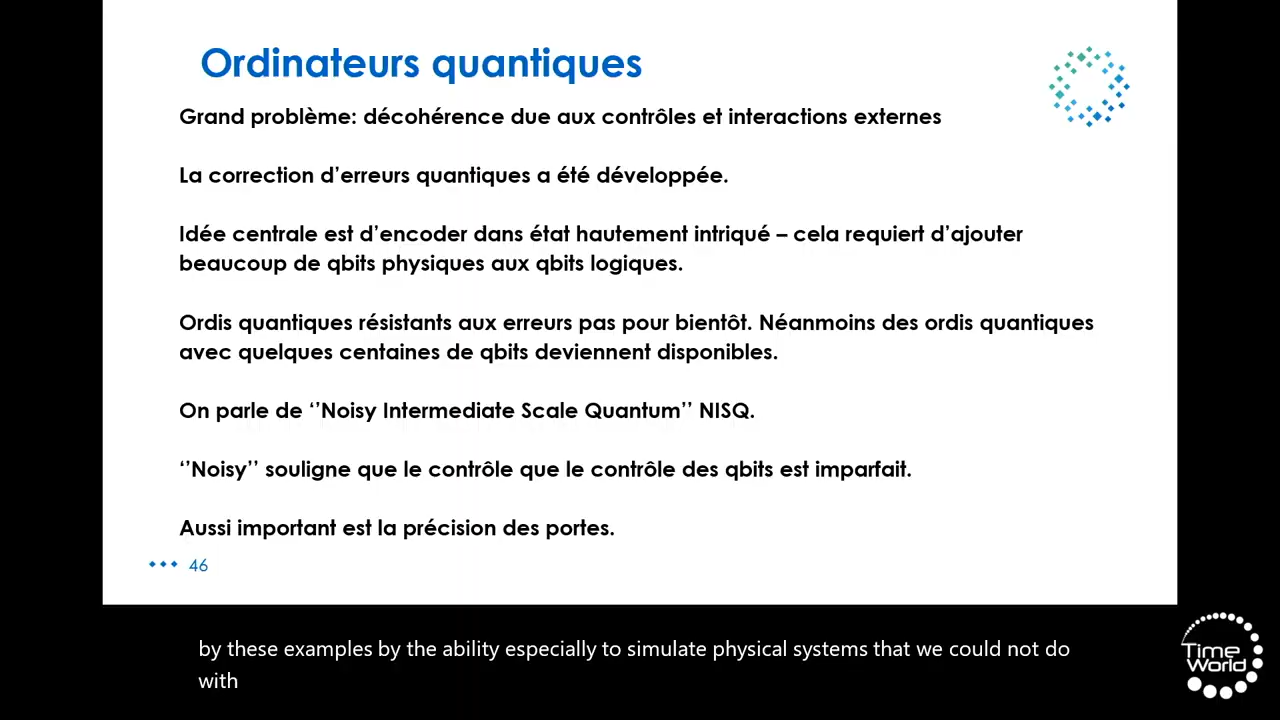 Ordinateurs quantiques
Grand problème: décohérence due aux contrôles et interactions externes
La correction d’erreurs quantiques a été développée.
Idée centrale est d’encoder dans état hautement intriqué – cela requiert d’ajouter
beaucoup de qbits physiques aux qbits logiques.
Ordis quantiques résistants aux erreurs pas pour bientôt. Néanmoins des ordis quantiques
avec quelques centaines de qbits deviennent disponibles.
On parle de ‘’Noisy Intermediate Scale Quantum’’ NISQ.
‘’Noisy’’ souligne que le contrôle que le contrôle des qbits est imparfait.
Aussi important est la précision des portes.
46
by these examples by the ability especially to simulate physical systems that we could not do
with
Time
World